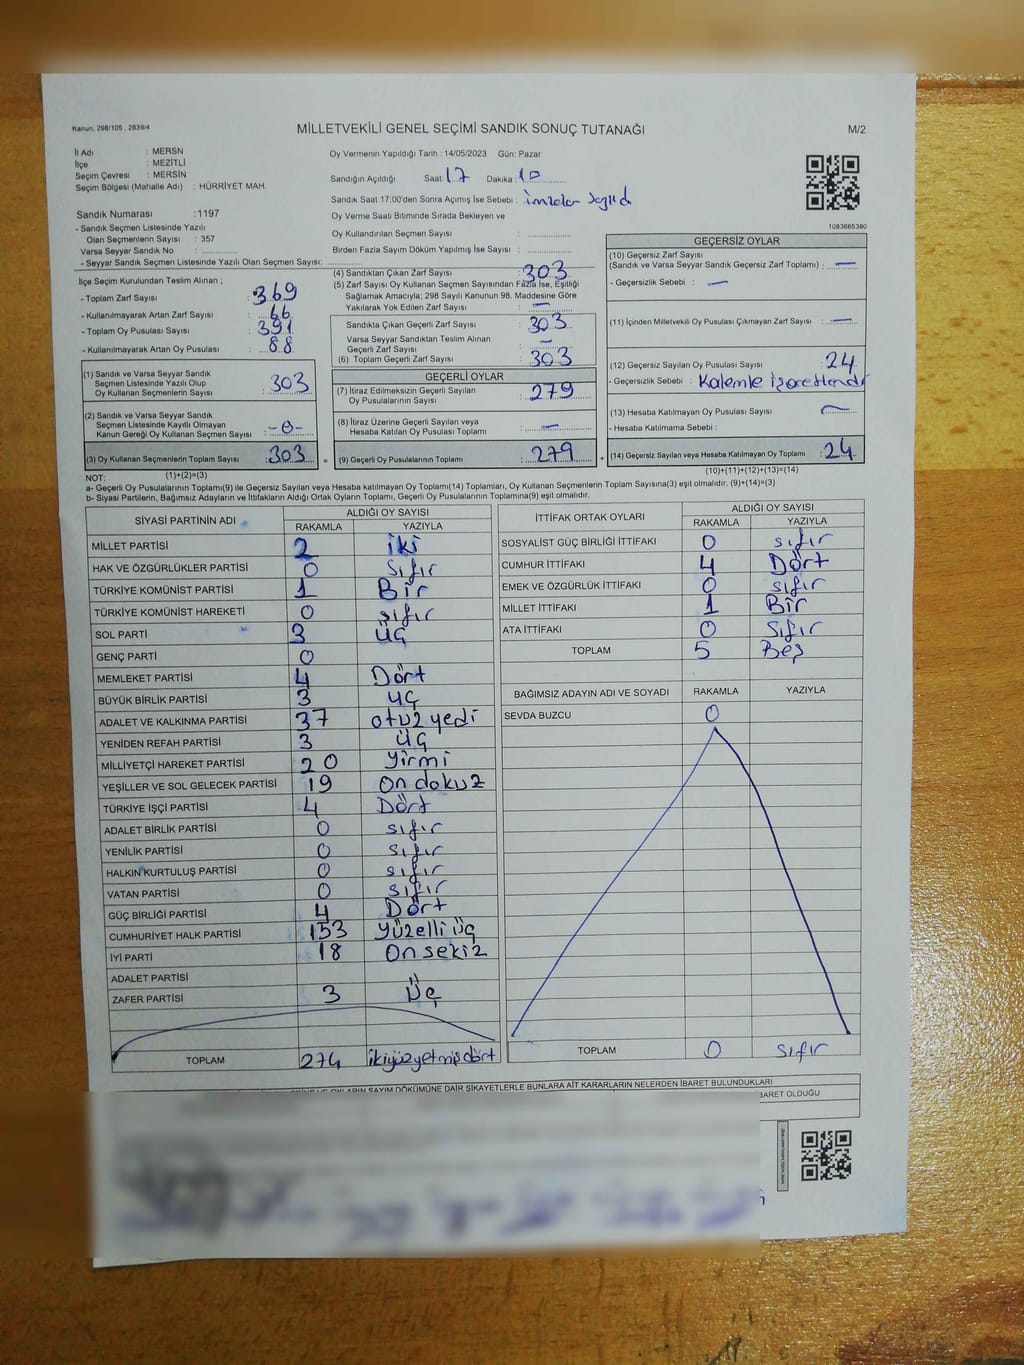 Kanun; 298/105 , 2839/4
MİLLETVEKİLİ GENEL SEÇİMİ SANDIK SONUÇ TUTANAĞI
M/2
İl Adı : MERSN
İlçe : MEZİTLİ
Seçim Çevresi : MERSİN
Seçim Bölgesi (Mahalle Adı) : HÜRRİYET MAH.
Oy Vermenin Yapıldığı Tarih : 14/05/2023 Gün: Pazar
Sandığın Açıldığı Saat: 17 Dakika : 10
Sandık Saat 17:00'den Sonra Açımış İse Sebebi : imzalar
Oy Verme Saati Bitiminde Sırada Bekleyen ve
Oy Kullandırılan Seçmen Sayısı :
Birden Fazla Sayım Döküm Yapılmış İse Sayısı :
1083665380
Sandık Numarası :1197
- Sandık Seçmen Listesinde Yazılı
Olan Seçmenlerin Sayısı : 357
Varsa Seyyar Sandık No :
- Seyyar Sandık Seçmen Listesinde Yazılı Olan Seçmen Sayısı:
İlçe Seçim Kurulundan Teslim Alınan ;
- Toplam Zarf Sayısı : 369
- Kullanılmayarak Artan Zarf Sayısı : 66
- Toplam Oy Pusulası Sayısı : 391
- Kullanılmayarak Artan Oy Pusulası : 88
(1) Sandık ve Varsa Seyyar Sandık
Seçmen Listesinde Yazılı Olup
Oy Kullanan Seçmenlerin Sayısı : 303
(2) Sandık ve Varsa Seyyar Sandık
Seçmen Listesinde Kayıtlı Olmayan
Kanun Gereği Oy Kullanan Seçmen Sayısı : -0-
(3) Oy Kullanan Seçmenlerin Toplam Sayısı : 303
(1)+(2)=(3)
(4) Sandıktan Çıkan Zarf Sayısı : 303
(5) Zarf Sayısı Oy Kullanan Seçmen Sayısından Fazla İse, Eşitliği
Sağlamak Amacıyla; 298 Sayılı Kanunun 98. Maddesine Göre
Yakılarak Yok Edilen Zarf Sayısı : —
Sandıkta Çıkan Geçerli Zarf Sayısı : 303
Varsa Seyyar Sandıktan Teslim Alınan
Geçerli Zarf Sayısı : —
(6) Toplam Geçerli Zarf Sayısı : 303
GEÇERLİ OYLAR
(7) İtiraz Edilmeksizin Geçerli Sayılan
Oy Pusulalarının Sayısı : 279
(8) İtiraz Üzerine Geçerli Sayılan veya
Hesaba Katılan Oy Pusulası Toplamı : —
= (9) Geçerli Oy Pusulalarının Toplamı : 279
GEÇERSİZ OYLAR
(10) Geçersiz Zarf Sayısı
(Sandık ve Varsa Seyyar Sandık Geçersiz Zarf Toplamı) : —
- Geçersizlik Sebebi : —
(11) İçinden Milletvekili Oy Pusulası Çıkmayan Zarf Sayısı : —
(12) Geçersiz Sayılan Oy Pusulası Sayısı : 24
- Geçersizlik Sebebi : Kalemle işaretlendi
(13) Hesaba Katılmayan Oy Pusulası Sayısı : —
- Hesaba Katılmama Sebebi :
+ (14) Geçersiz Sayılan veya Hesaba Katılmayan Oy Toplamı : 24
(10)+(11)+(12)+(13)=(14)
NOT:
a- Geçerli Oy Pusulalarının Toplamı(9) ile Geçersiz Sayılan veya Hesaba Katılmayan Oy Toplamı(14) Toplamları, Oy Kullanan Seçmenlerin Toplam Sayısına(3) eşit olmalıdır. (9)+(14)=(3)
b- Siyasi Partilerin, Bağımsız Adayların ve İttifakların Aldığı Ortak Oyların Toplamı, Geçerli Oy Pusulalarının Toplamına(9) eşit olmalıdır.
SİYASİ PARTİNİN ADI ALDIĞI OY SAYISI
RAKAMLA YAZIYLA
MİLLET PARTİSİ 2 iki
HAK VE ÖZGÜRLÜKLER PARTİSİ 0 Sıfır
TÜRKİYE KOMÜNİST PARTİSİ 1 Bir
TÜRKİYE KOMÜNİST HAREKETİ 0 sıfır
SOL PARTİ 3 üç
GENÇ PARTİ 0
MEMLEKET PARTİSİ 4 Dört
BÜYÜK BİRLİK PARTİSİ 3 üç
ADALET VE KALKINMA PARTİSİ 37 otuz yedi
YENİDEN REFAH PARTİSİ 3 üç
MİLLİYETÇİ HAREKET PARTİSİ 20 yirmi
YEŞİLLER VE SOL GELECEK PARTİSİ 19 On dokuz
TÜRKİYE İŞÇİ PARTİSİ 4 Dört
ADALET BİRLİK PARTİSİ 0 sıfır
YENİLİK PARTİSİ 0 sıfır
HALKIN KURTULUŞ PARTİSİ 0 sıfır
VATAN PARTİSİ 0 sıfır
GÜÇ BİRLİĞİ PARTİSİ 4 Dört
CUMHURİYET HALK PARTİSİ 153 yüzelli üç
İYİ PARTİ 18 On sekiz
ADALET PARTİSİ
ZAFER PARTİSİ 3 üç
TOPLAM 274 ikiyüzyetmişdört
İTTİFAK ORTAK OYLARI ALDIĞI OY SAYISI
RAKAMLA YAZIYLA
SOSYALİST GÜÇ BİRLİĞİ İTTİFAKI 0 sıfır
CUMHUR İTTİFAKI 4 Dört
EMEK VE ÖZGÜRLÜK İTTİFAKI 0 sıfır
MİLLET İTTİFAKI 1 Bir
ATA İTTİFAKI 0 Sıfır
TOPLAM 5 Beş
BAĞIMSIZ ADAYIN ADI VE SOYADI RAKAMLA YAZIYLA
SEVDA BUZCU 0
TOPLAM 0 sıfır
OYLARIN SAYIM DÖKÜMÜNE DAİR ŞİKAYETLERLE BUNLARA AİT KARARLARIN NELERDEN İBARET BULUNDUKLARI
BARET OLDUĞU